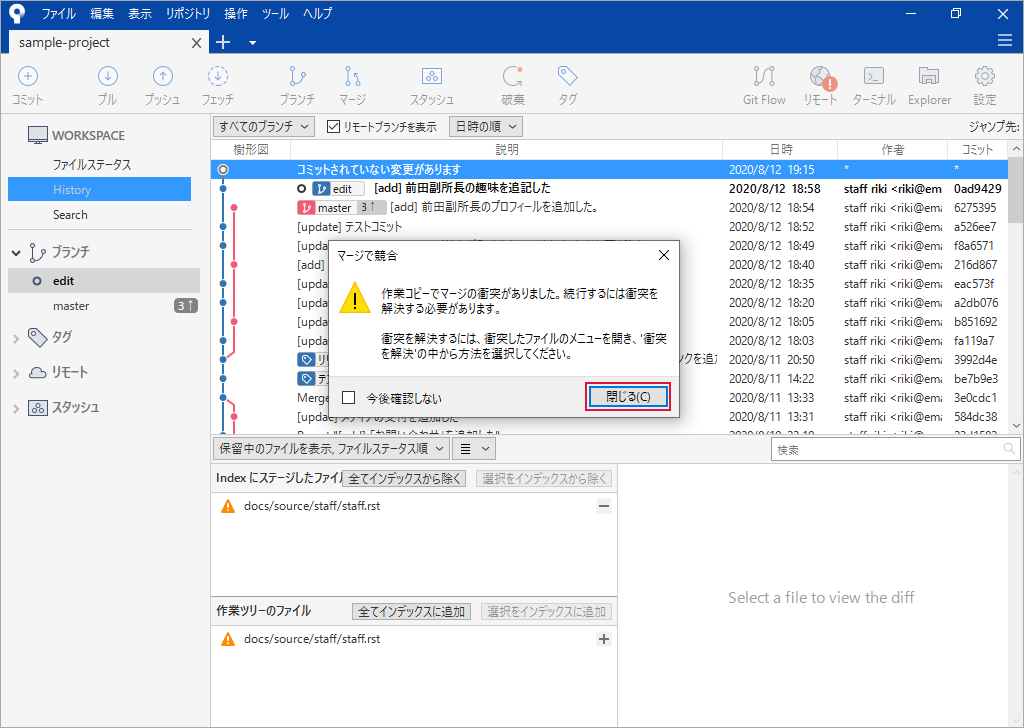 ファイル 編集 表示 リポジトリ 操作 ツール ヘルプ
sample-project
コミット プル プッシュ フェッチ ブランチ マージ スタッシュ 破棄 タグ Git Flow リモート ターミナル Explorer 設定
WORKSPACE
ファイルステータス
History
Search
ブランチ
edit
master 3↑
タグ
リモート
スタッシュ
すべてのブランチ リモートブランチを表示 日時の順 ジャンプ先:
樹形図 説明 日時 作者 コミット
コミットされていない変更があります 2020/8/12 19:15 * *
edit [add] 前田副所長の趣味を追記した 2020/8/12 18:58 staff riki <riki@em 0ad9429
master 3↑ [add] 前田副所長のプロフィールを追加した。 2020/8/12 18:54 staff riki <riki@ema 6275395
[update] テストコミット 2020/8/12 18:52 staff riki <riki@ema a526ee7
[upda 2020/8/12 18:49 staff riki <riki@ema f8a6571
[add] 2020/8/12 18:40 staff riki <riki@ema 216d867
[upda 2020/8/12 18:35 staff riki <riki@ema eac573f
[upda 2020/8/12 18:20 staff riki <riki@ema a2db076
[upda 2020/8/12 18:05 staff riki <riki@ema b851692
[upda 2020/8/12 18:03 staff riki <riki@ema fa119a7
リリ ックを追加 2020/8/11 20:50 staff riki <riki@ema 3992d4e
テ 2020/8/11 14:22 staff riki <riki@ema be7b9e3
Merge 2020/8/11 13:33 staff riki <riki@ema 3e0cdc1
2020/8/11 13:31 staff riki <riki@ema 584dc38
マージで競合
作業コピーでマージの衝突がありました。続行するには衝突を
解決する必要があります。
衝突を解決するには、衝突したファイルのメニューを開き、'衝突
を解決'の中から方法を選択してください。
今後確認しない 閉じる(C)
保留中のファイルを表示, ファイルステータス順 検索
Index にステージしたファイル 全てインデックスから除く 選択をインデックスから除く
docs/source/staff/staff.rst
作業ツリーのファイル 全てインデックスに追加 選択をインデックスに追加
docs/source/staff/staff.rst
Select a file to view the diff